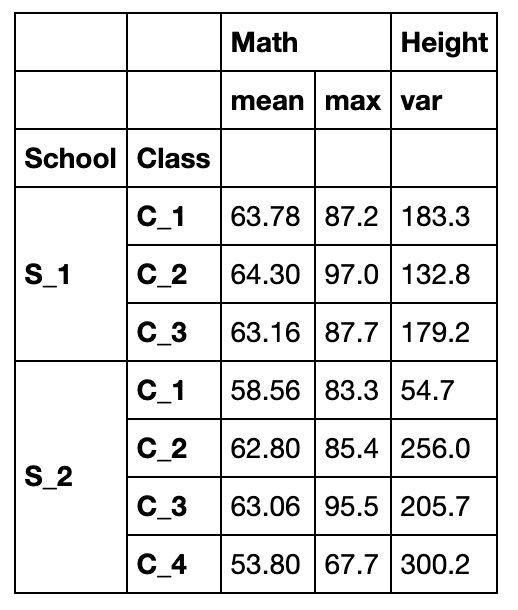 Math Height
mean max var
School Class
S_1 C_1 63.78 87.2 183.3
C_2 64.30 97.0 132.8
C_3 63.16 87.7 179.2
S_2 C_1 58.56 83.3 54.7
C_2 62.80 85.4 256.0
C_3 63.06 95.5 205.7
C_4 53.80 67.7 300.2